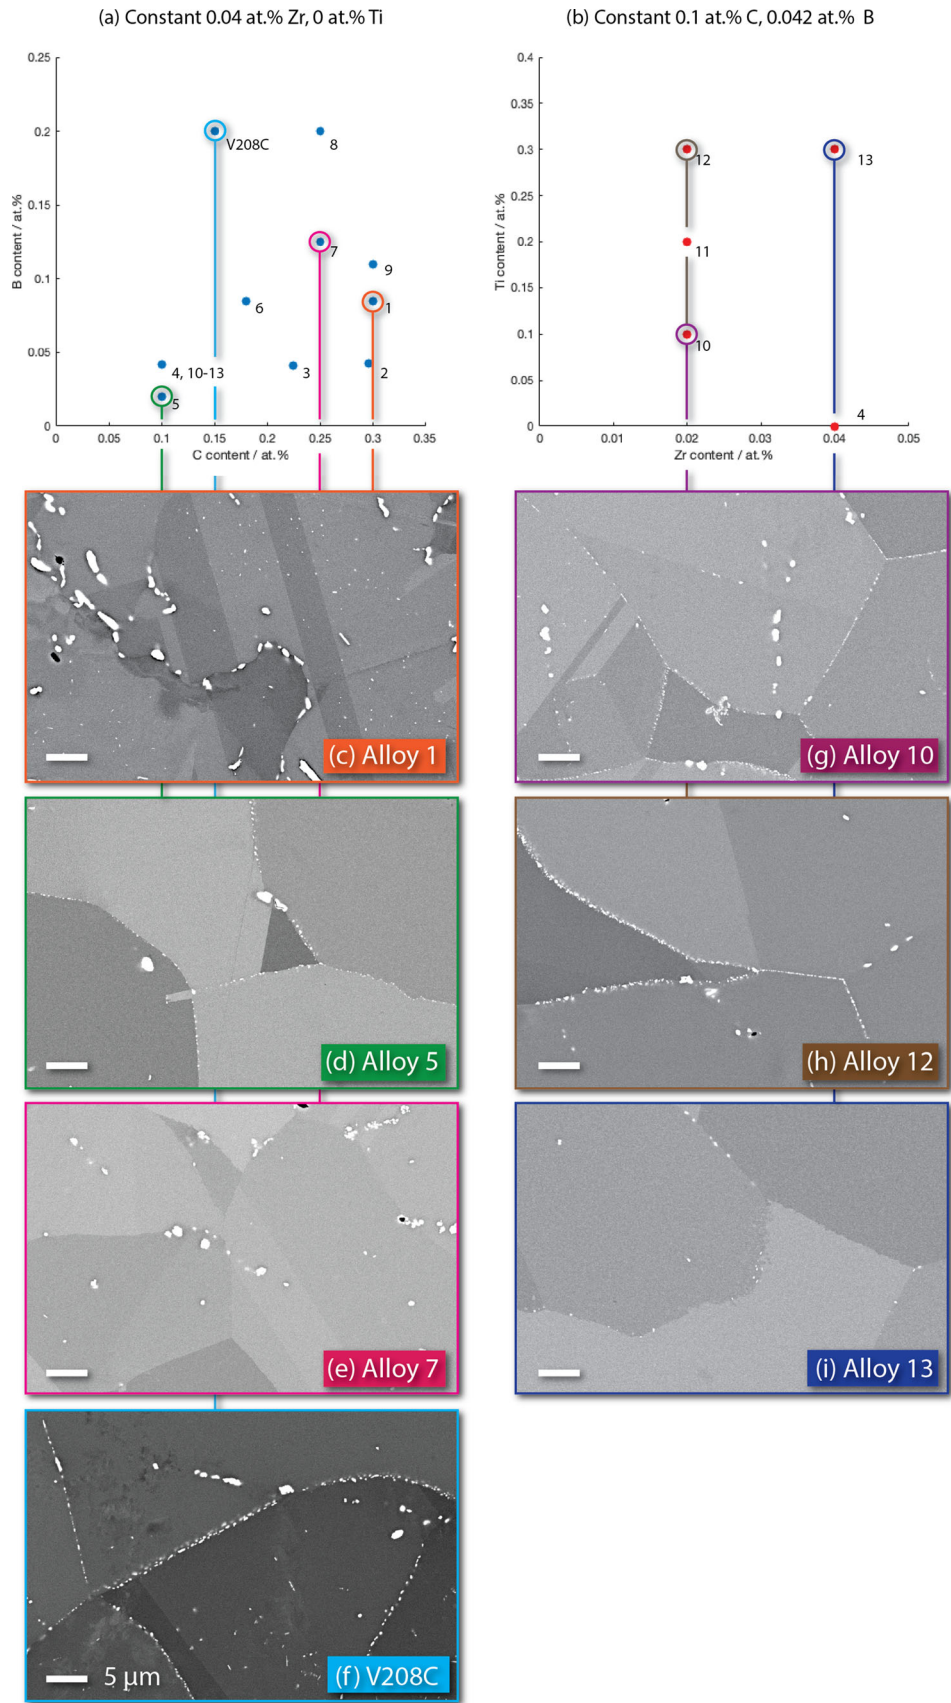 (a) Constant 0.04 at.% Zr, 0 at.% Ti
(b) Constant 0.1 at.% C, 0.042 at.% B
0.25
0.2
0.15
0.1
0.05
0
B content / at.%
V208C
8
7
9
1
6
4, 10-13
3
2
5
0
0.05
0.1
0.15
0.2
0.25
0.3
0.35
C content / at.%
0.4
0.35
0.3
0.25
0.2
0.15
0.1
0.05
0
Ti content / at.%
12
13
11
10
4
0
0.01
0.02
0.03
0.04
0.05
Zr content / at.%
(c) Alloy 1
(g) Alloy 10
(d) Alloy 5
(h) Alloy 12
(e) Alloy 7
(i) Alloy 13
5 μm
(f) V208C